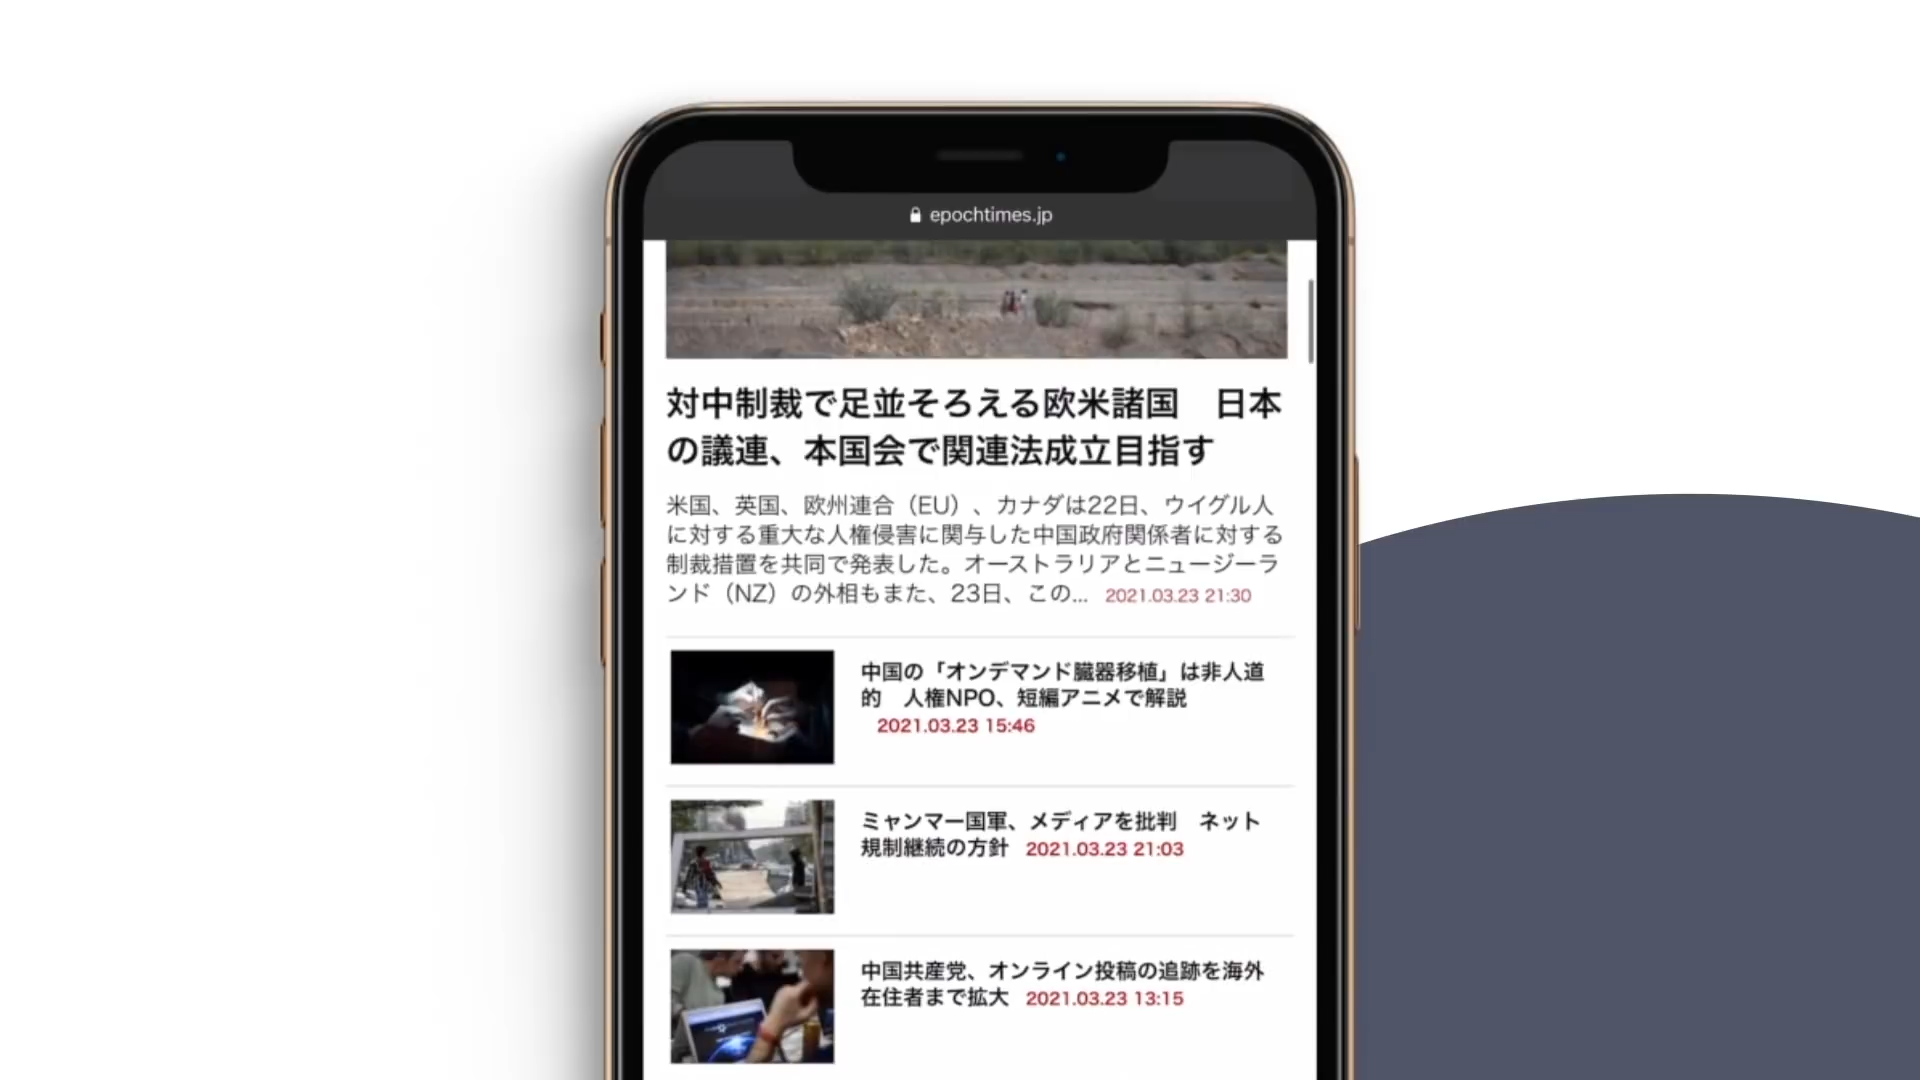 epochtimes.jp
対中制裁で足並そろえる欧米諸国　日本
の議連、本国会で関連法成立目指す
米国、英国、欧州連合（EU）、カナダは22日、ウイグル人
に対する重大な人権侵害に関与した中国政府関係者に対する
制裁措置を共同で発表した。オーストラリアとニュージーラ
ンド（NZ）の外相もまた、23日、この... 2021.03.23 21:30
中国の「オンデマンド臓器移植」は非人道
的　人権NPO、短編アニメで解説
2021.03.23 15:46
ミャンマー国軍、メディアを批判　ネット
規制継続の方針 2021.03.23 21:03
中国共産党、オンライン投稿の追跡を海外
在住者まで拡大 2021.03.23 13:15